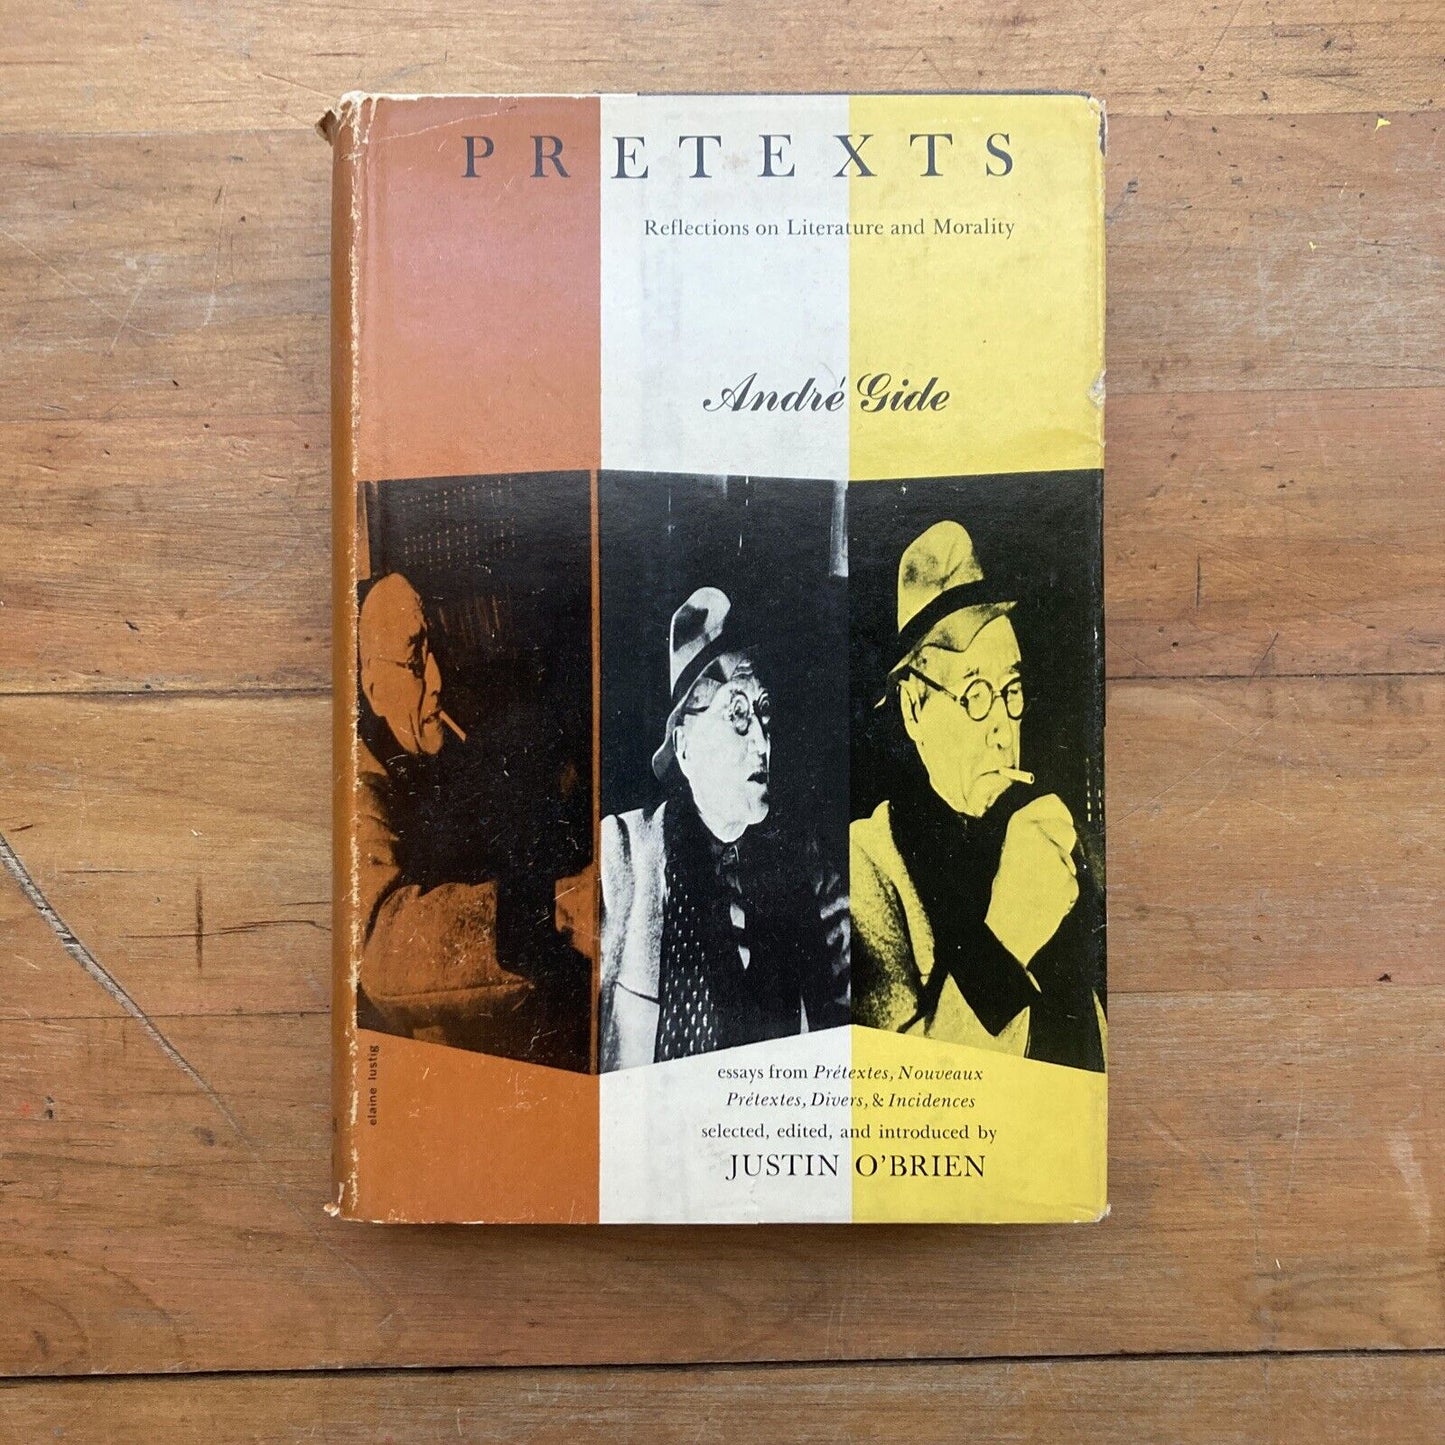 PRETEXTS
Reflections on Literature and Morality
André Gide
essays from Prétextes, Nouveaux
Prétextes, Divers, & Incidences
selected, edited, and introduced by
JUSTIN O'BRIEN
elaine lustig